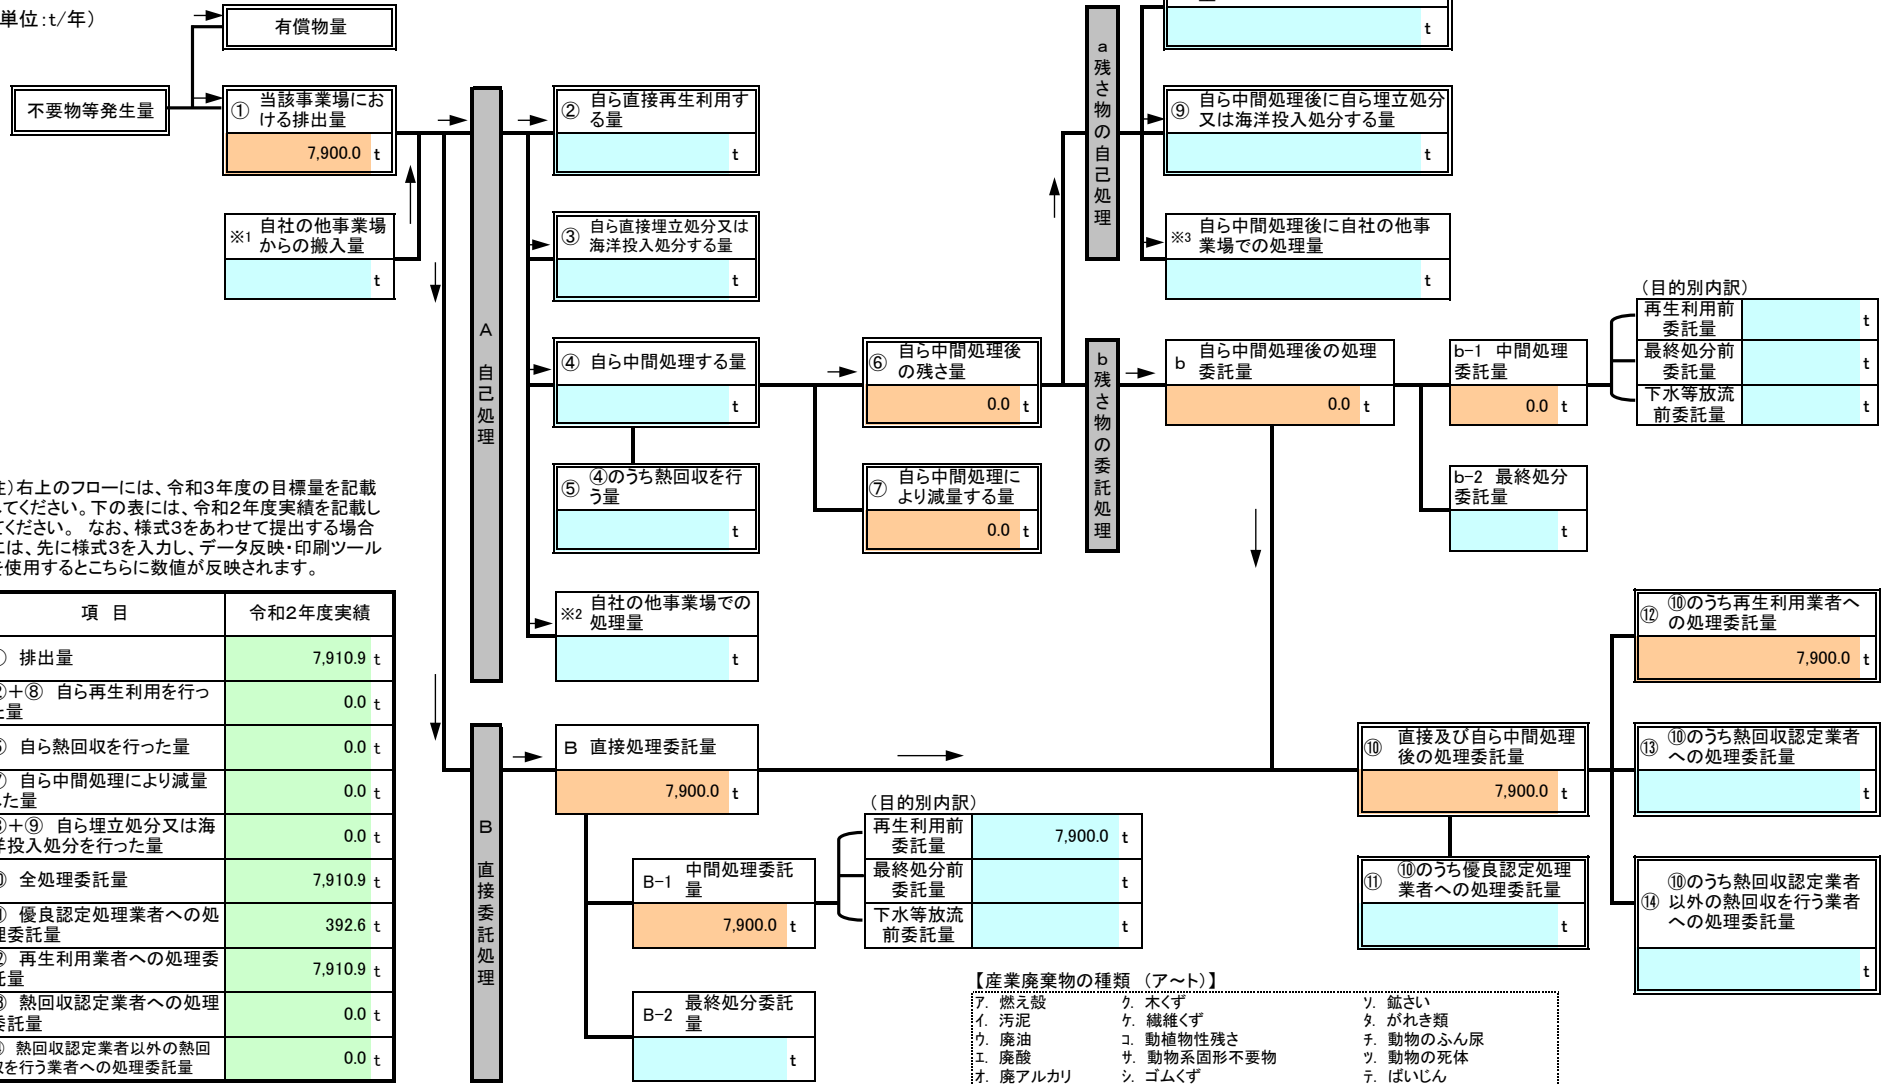 単位:t/年）
有償物量
不要物等発生量
① 当該事業場にお
ける排出量
7,900.0 t
※1 自社の他事業場
からの搬入量
t
A 自己処理
② 自ら直接再生利用す
る量
t
③ 自ら直接埋立処分又は
海洋投入処分する量
t
④ 自ら中間処理する量
t
⑤ ④のうち熱回収を行
う量
t
※2 自社の他事業場での
処理量
t
⑥ 自ら中間処理後
の残さ量
0.0 t
⑦ 自ら中間処理に
より減量する量
0.0 t
a 残さ物の自己処理
t
⑨ 自ら中間処理後に自ら埋立処分
又は海洋投入処分する量
t
※3 自ら中間処理後に自社の他事
業場での処理量
t
b 残さ物の委託処理
b 自ら中間処理後の処理
委託量
0.0 t
b-1 中間処理
委託量
0.0 t
（目的別内訳）
再生利用前
委託量
t
最終処分前
委託量
t
下水等放流
前委託量
t
b-2 最終処分
委託量
t
）右上のフローには、令和3年度の目標量を記載
てください。下の表には、令和2年度実績を記載し
ください。 なお、様式3をあわせて提出する場合
は、先に様式3を入力し、データ反映・印刷ツール
使用するとこちらに数値が反映されます。
項 目 令和2年度実績
排出量 7,910.9 t
＋⑧ 自ら再生利用を行っ
量
0.0 t
自ら熱回収を行った量 0.0 t
自ら中間処理により減量
た量
0.0 t
＋⑨ 自ら埋立処分又は海
投入処分を行った量
0.0 t
全処理委託量 7,910.9 t
優良認定処理業者への処
委託量
392.6 t
再生利用業者への処理委
量
7,910.9 t
熱回収認定業者への処理
託量
0.0 t
熱回収認定業者以外の熱回
を行う業者への処理委託量
0.0 t
B 直接委託処理
B 直接処理委託量
7,900.0 t
B-1 中間処理委託
量
7,900.0 t
（目的別内訳）
再生利用前
委託量
7,900.0 t
最終処分前
委託量
t
下水等放流
前委託量
t
B-2 最終処分委託
量
t
⑩ 直接及び自ら中間処理
後の処理委託量
7,900.0 t
⑪ ⑩のうち優良認定処理
業者への処理委託量
t
⑫ ⑩のうち再生利用業者へ
の処理委託量
7,900.0 t
⑬ ⑩のうち熱回収認定業者
への処理委託量
t
⑭ ⑩のうち熱回収認定業者
以外の熱回収を行う業者
への処理委託量
t
【産業廃棄物の種類 （ア～ト）】
ア. 燃え殻 ク. 木くず ソ. 鉱さい
イ. 汚泥 ケ. 繊維くず タ. がれき類
ウ. 廃油 コ. 動植物性残さ チ. 動物のふん尿
エ. 廃酸 サ. 動物系固形不要物 ツ. 動物の死体
オ. 廃アルカリ シ. ゴムくず テ. ばいじん